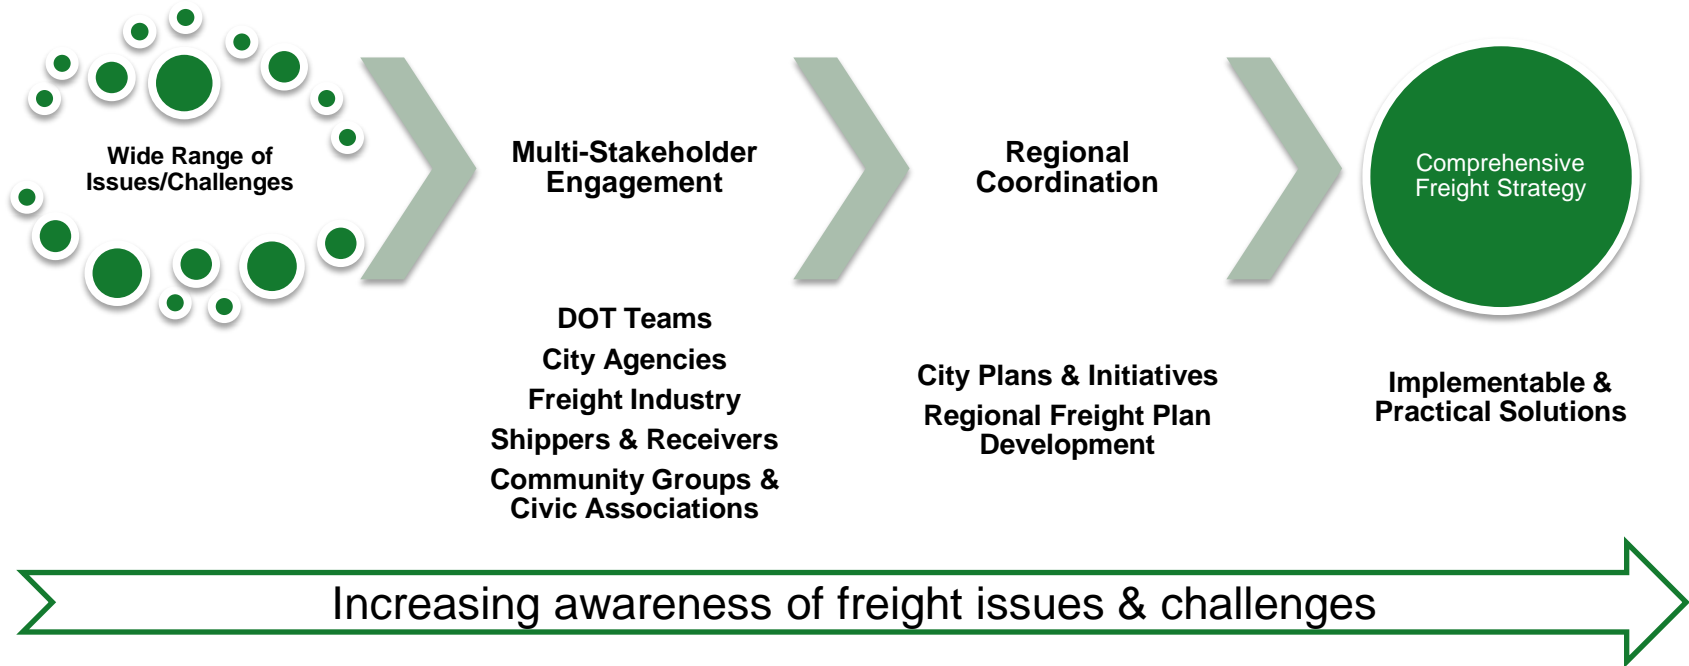 Wide Range of
Issues/Challenges
Multi-Stakeholder
Engagement
DOT Teams
City Agencies
Freight Industry
Shippers & Receivers
Community Groups &
Civic Associations
Regional
Coordination
City Plans & Initiatives
Regional Freight Plan
Development
Comprehensive
Freight Strategy
Implementable &
Practical Solutions
Increasing awareness of freight issues & challenges